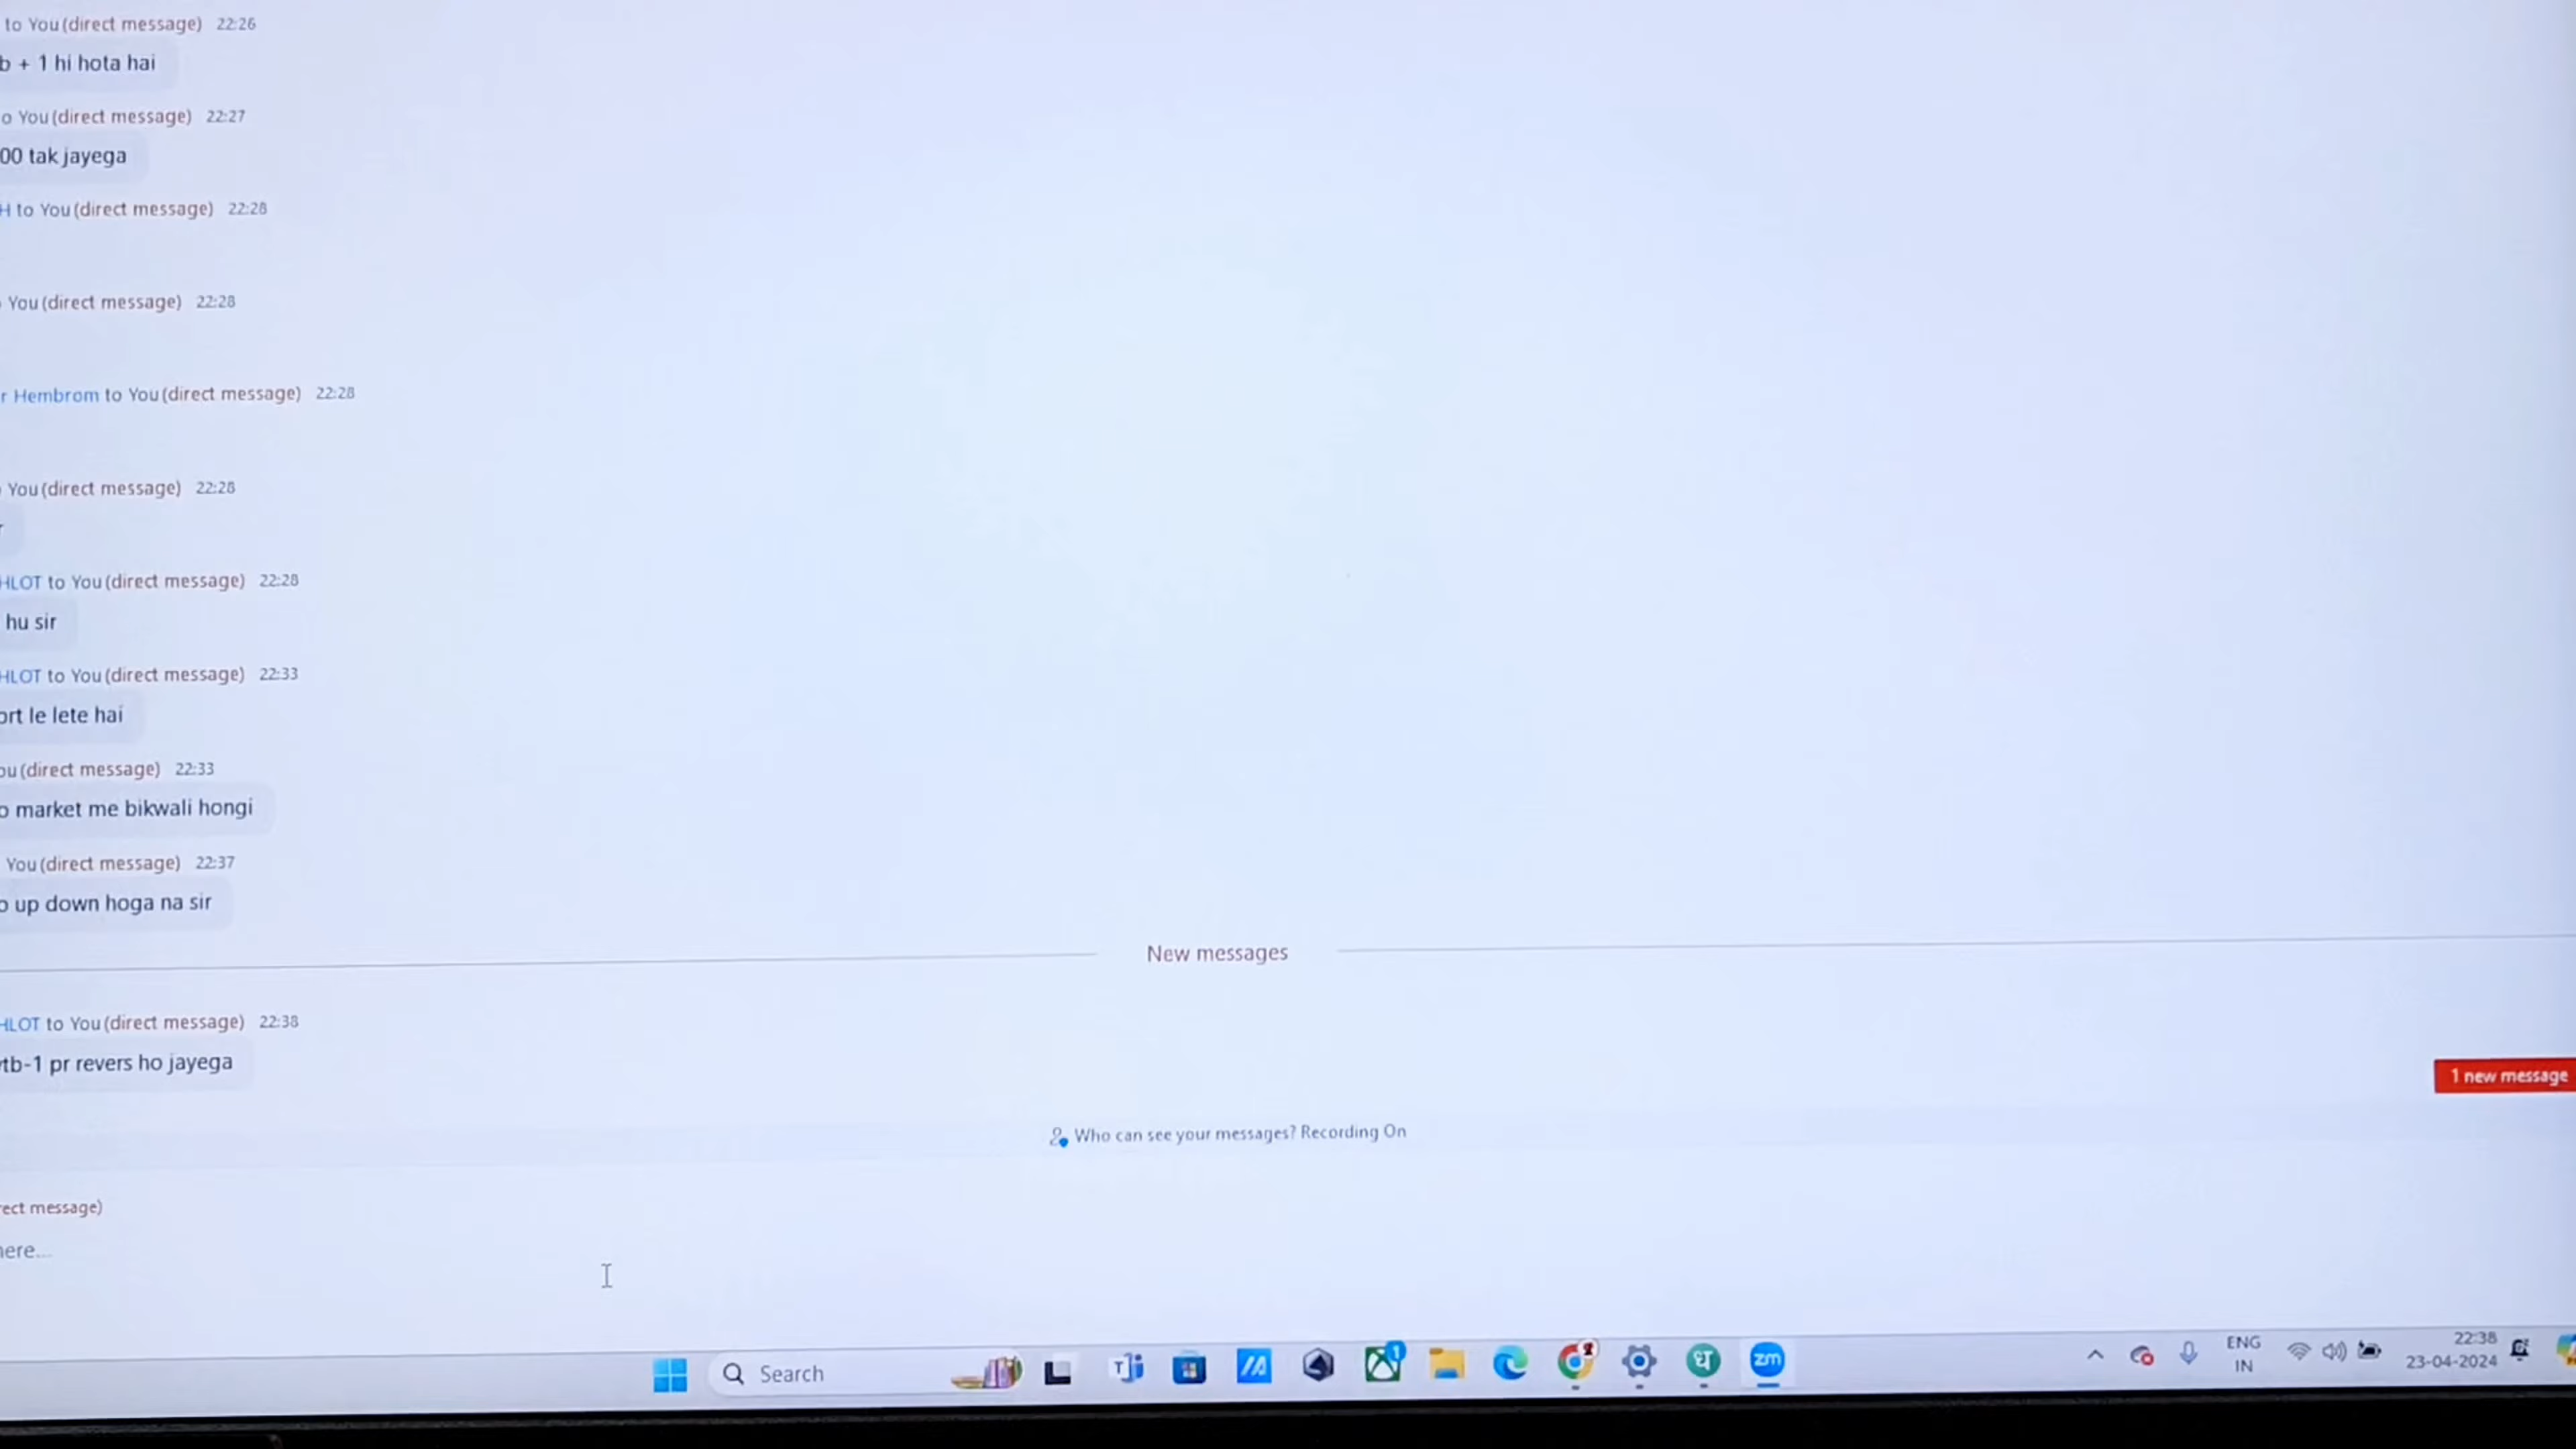 to You (direct message) 22:26
b + 1 hi hota hai
o You (direct message) 22:27
00 tak jayega
H to You (direct message) 22:28
You (direct message) 22:28
r Hembrom to You (direct message) 22:28
You (direct message) 22:28
r
HLOT to You (direct message) 22:28
hu sir
HLOT to You (direct message) 22:33
ort le lete hai
ou (direct message) 22:33
o market me bikwali hongi
You (direct message) 22:37
o up down hoga na sir
New messages
HLOT to You (direct message) 22:38
tb-1 pr revers ho jayega
1 new message
Who can see your messages? Recording On
rect message)
here...
Search
1
ध
zm
ENG
IN
22:38
23-04-2024